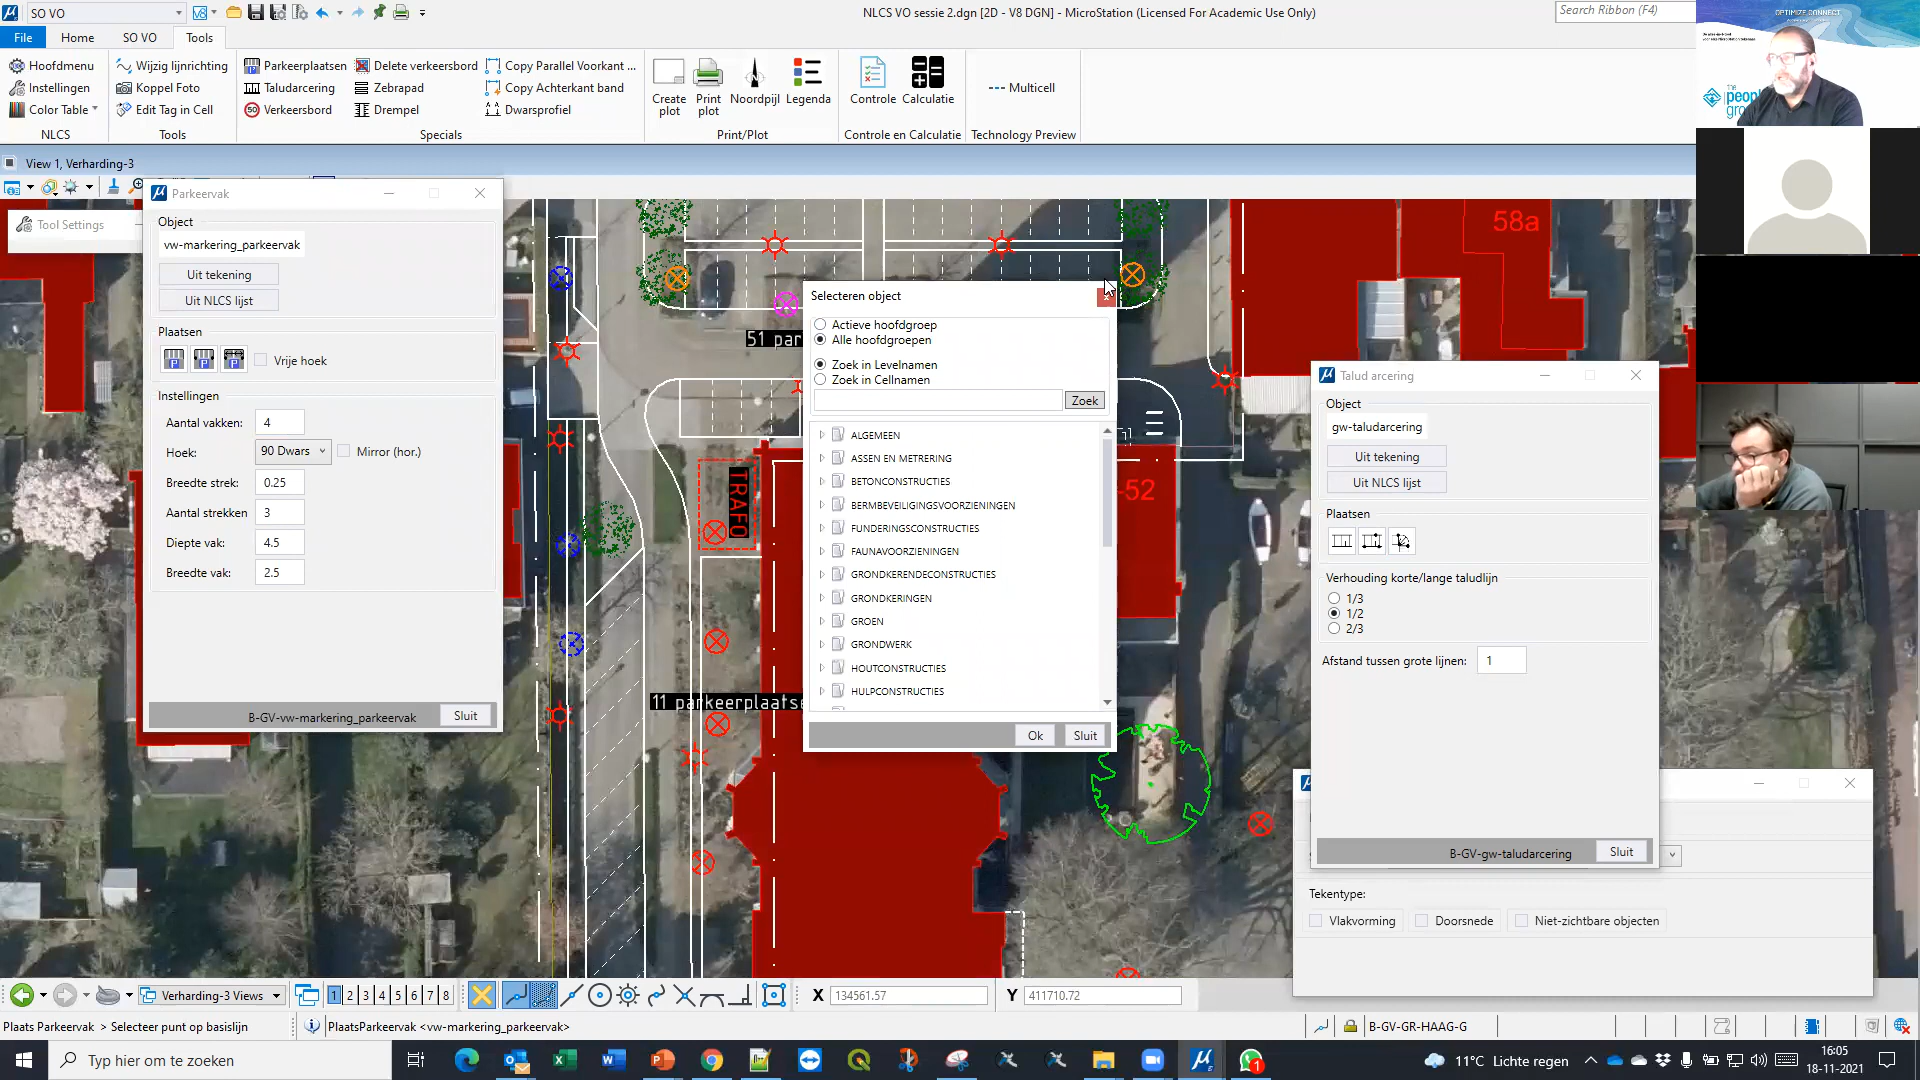 SO VO
NLCS VO sessie 2.dgn [2D - V8 DGN] - MicroStation (Licensed For Academic Use Only)
Search Ribbon (F4)
File Home SO VO Tools
Hoofdmenu
Instellingen
Color Table
NLCS
Wijzig lijnrichting
Koppel Foto
Edit Tag in Cell
Tools
Parkeerplaatsen
Taludarcering
Verkeersbord
Delete verkeersbord
Zebrapad
Drempel
Copy Parallel Voorkant ...
Copy Achterkant band
Dwarsprofiel
Specials
Create plot
Print plot
Noordpijl
Legenda
Print/Plot
Controle
Calculatie
Controle en Calculatie
Multicell
Technology Preview
View 1, Verharding-3
Tool Settings
Parkeervak
Object
vw-markering_parkeervak
Uit tekening
Uit NLCS lijst
Plaatsen
Vrije hoek
Instellingen
Aantal vakken: 4
Hoek: 90 Dwars Mirror (hor.)
Breedte strek: 0.25
Aantal strekken 3
Diepte vak: 4.5
Breedte vak: 2.5
B-GV-vw-markering_parkeervak Sluit
51 par
TRAFO
11 parkeerplaatse
58a
-52
Selecteren object
Actieve hoofdgroep
Alle hoofdgroepen
Zoek in Levelnamen
Zoek in Cellnamen
Zoek
ALGEMEEN
ASSEN EN METRERING
BETONCONSTRUCTIES
BERMBEVEILIGINGSVOORZIENINGEN
FUNDERINGSCONSTRUCTIES
FAUNAVOORZIENINGEN
GRONDKERENDECONSTRUCTIES
GRONDKERINGEN
GROEN
GRONDWERK
HOUTCONSTRUCTIES
HULPCONSTRUCTIES
Ok Sluit
Talud arcering
Object
gw-taludarcering
Uit tekening
Uit NLCS lijst
Plaatsen
Verhouding korte/lange taludlijn
1/3
1/2
2/3
Afstand tussen grote lijnen: 1
B-GV-gw-taludarcering Sluit
Tekentype:
Vlakvorming Doorsnede Niet-zichtbare objecten
OPTIMIZE CONNECT
the people group
Verharding-3 Views 1 2 3 4 5 6 7 8 X 134561.57 Y 411710.72
Plaats Parkeervak > Selecteer punt op basislijn PlaatsParkeervak <vw-markering_parkeervak> B-GV-GR-HAAG-G
Typ hier om te zoeken
11°C Lichte regen
16:05
18-11-2021